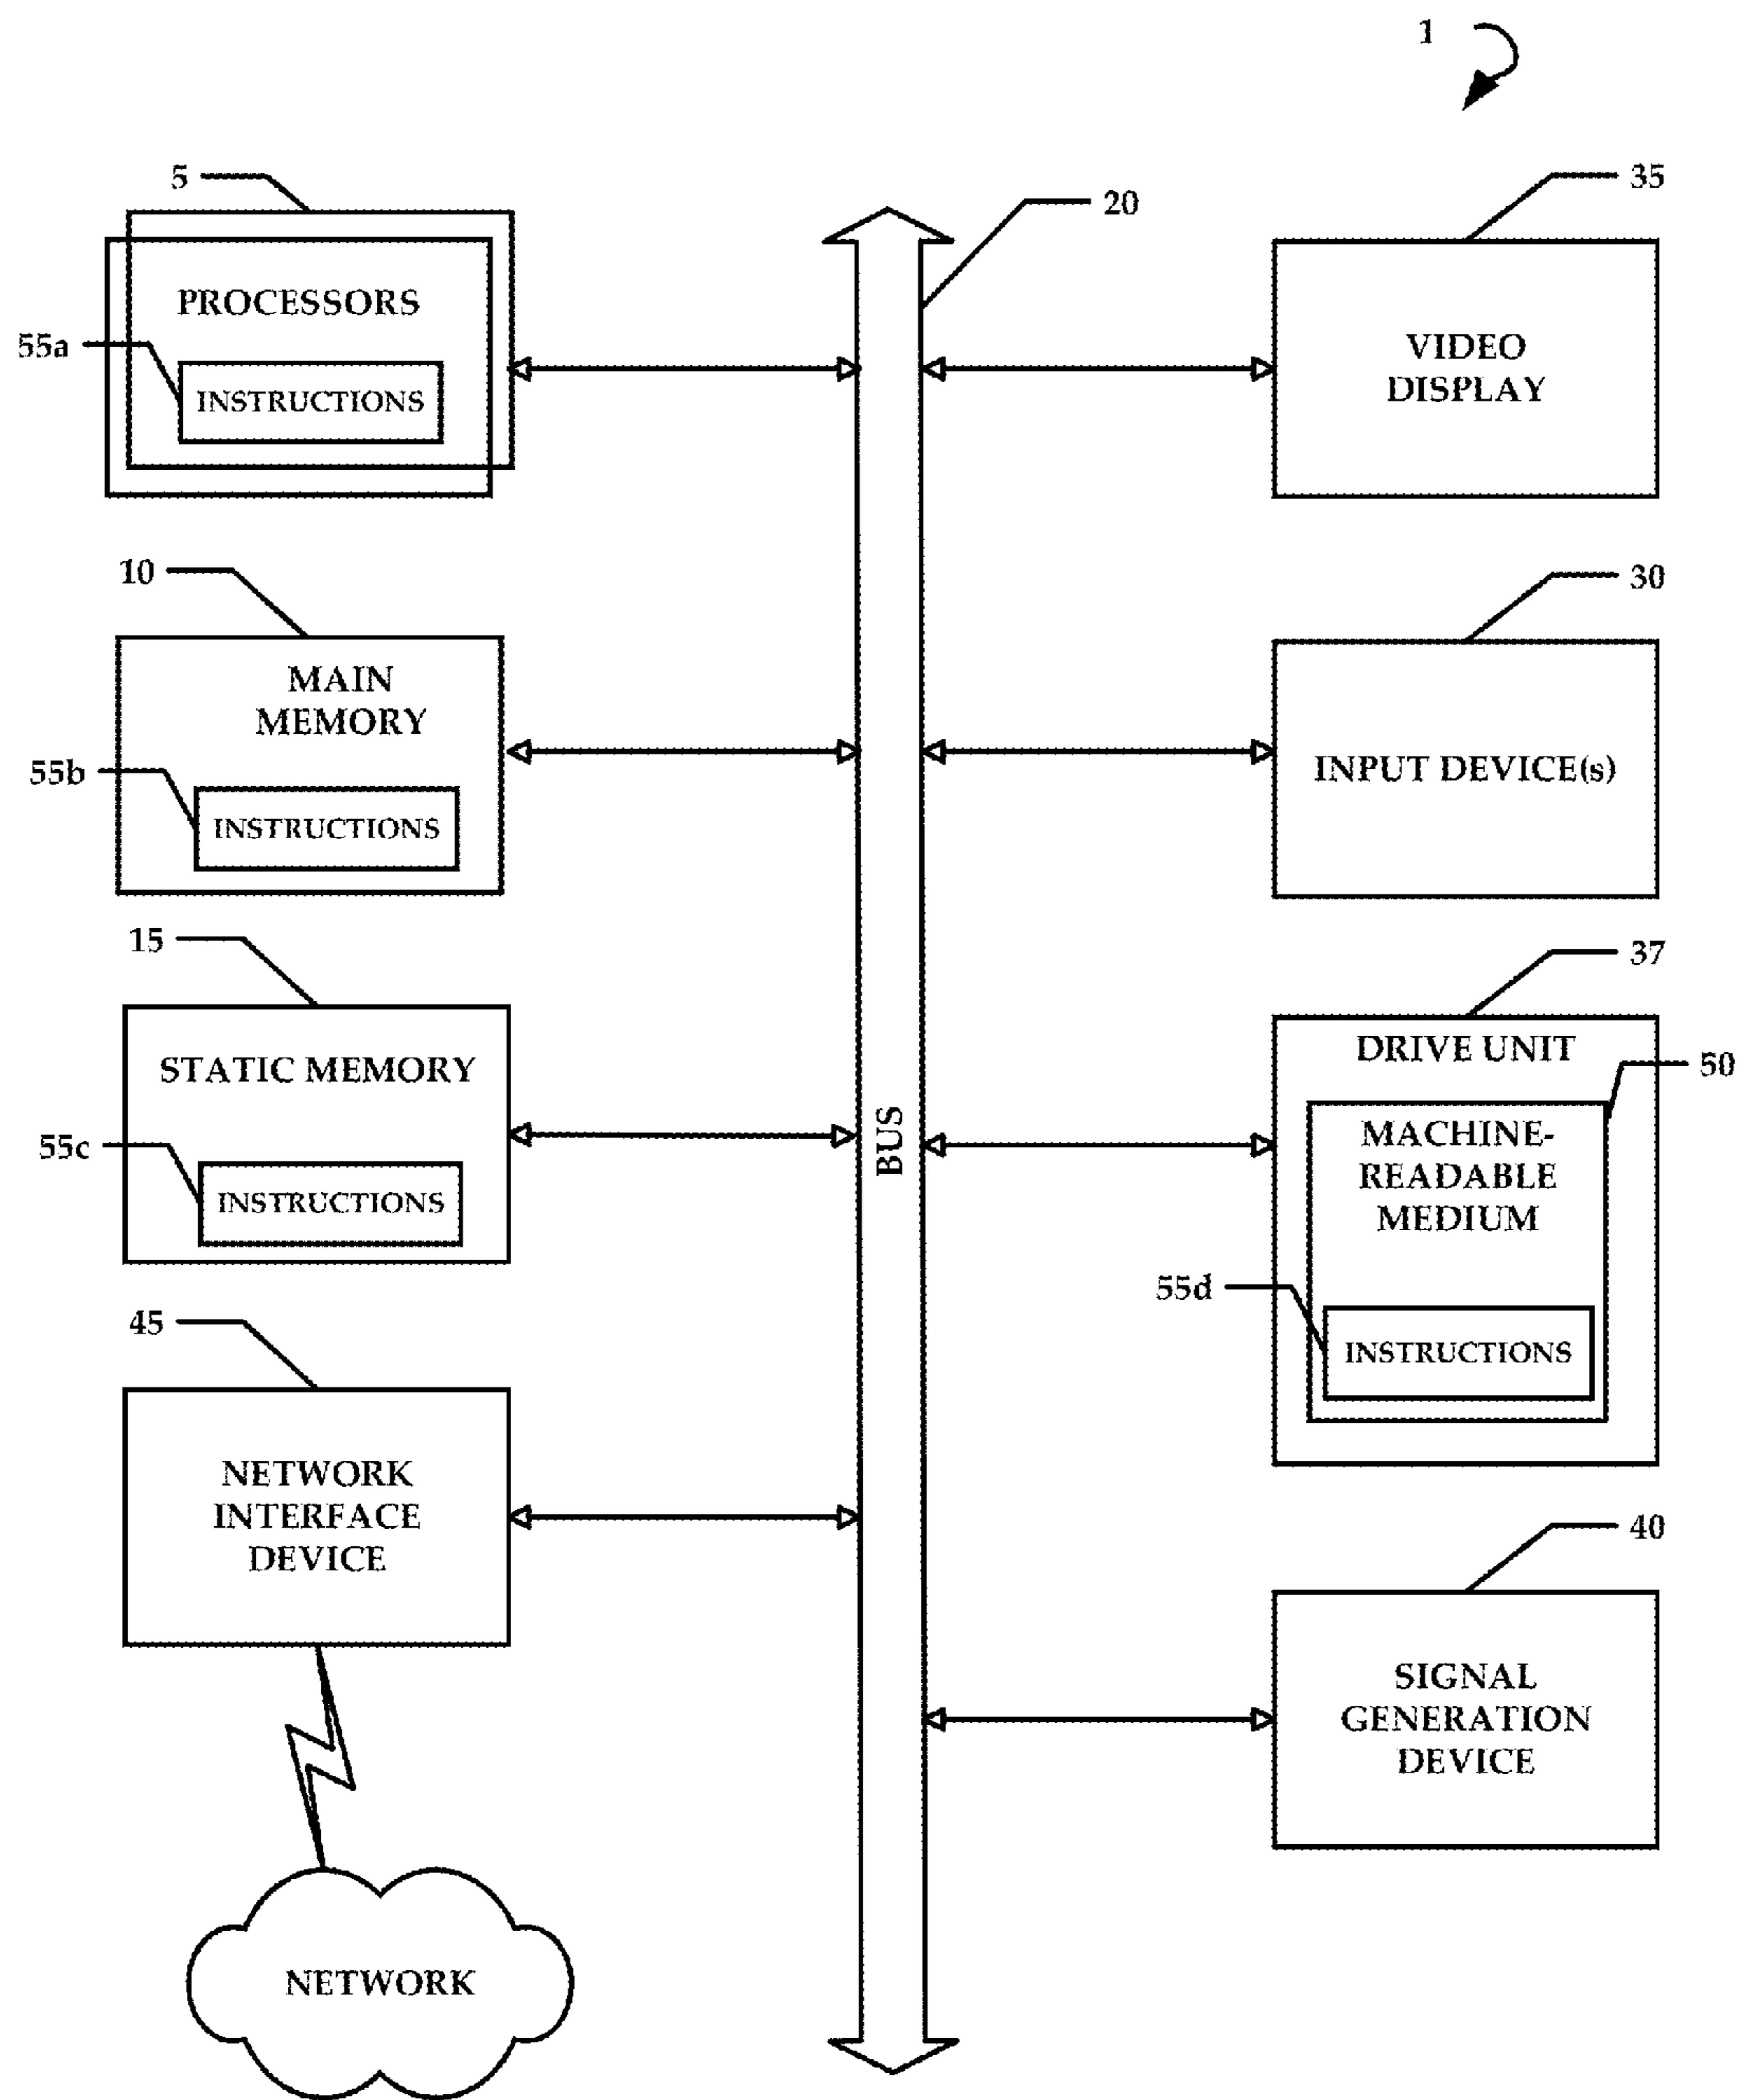 1
5
PROCESSORS
55a
INSTRUCTIONS
10
MAIN
MEMORY
55b
INSTRUCTIONS
15
STATIC MEMORY
55c
INSTRUCTIONS
45
NETWORK
INTERFACE
DEVICE
NETWORK
20
BUS
35
VIDEO
DISPLAY
30
INPUT DEVICE(s)
37
DRIVE UNIT
50
MACHINE-
READABLE
MEDIUM
55d
INSTRUCTIONS
40
SIGNAL
GENERATION
DEVICE